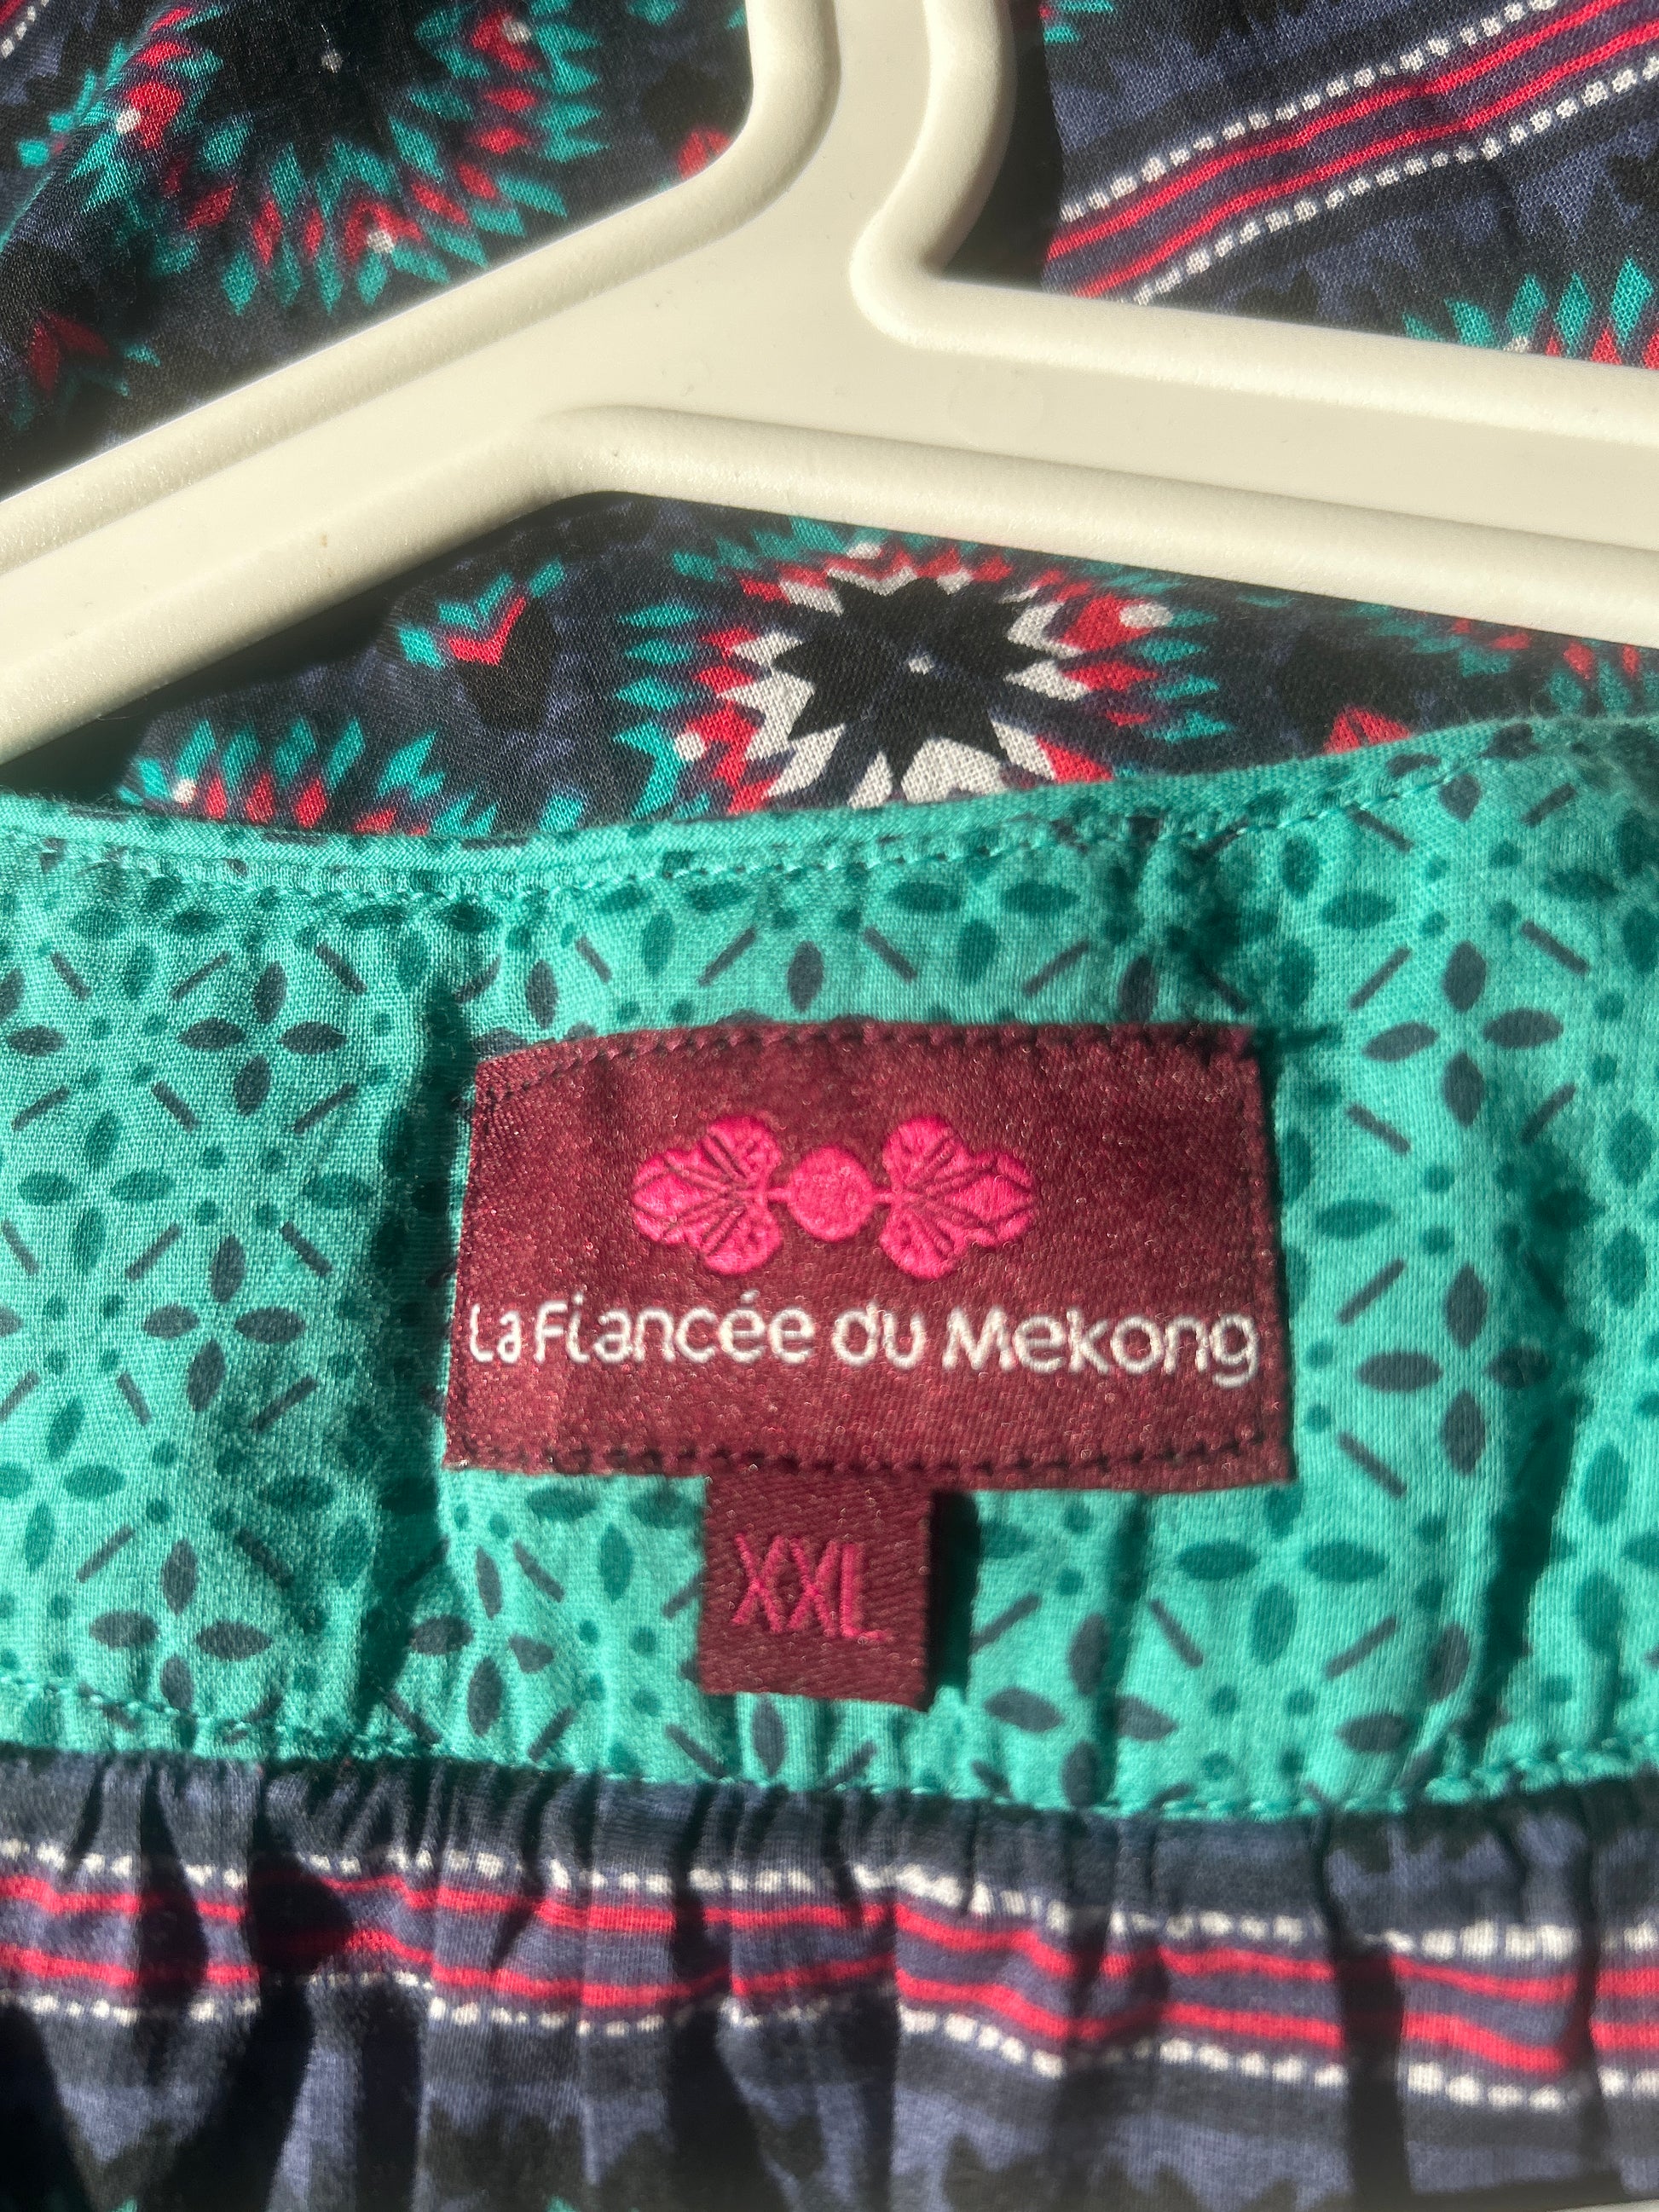 La Fiancée du Mekong
XXL